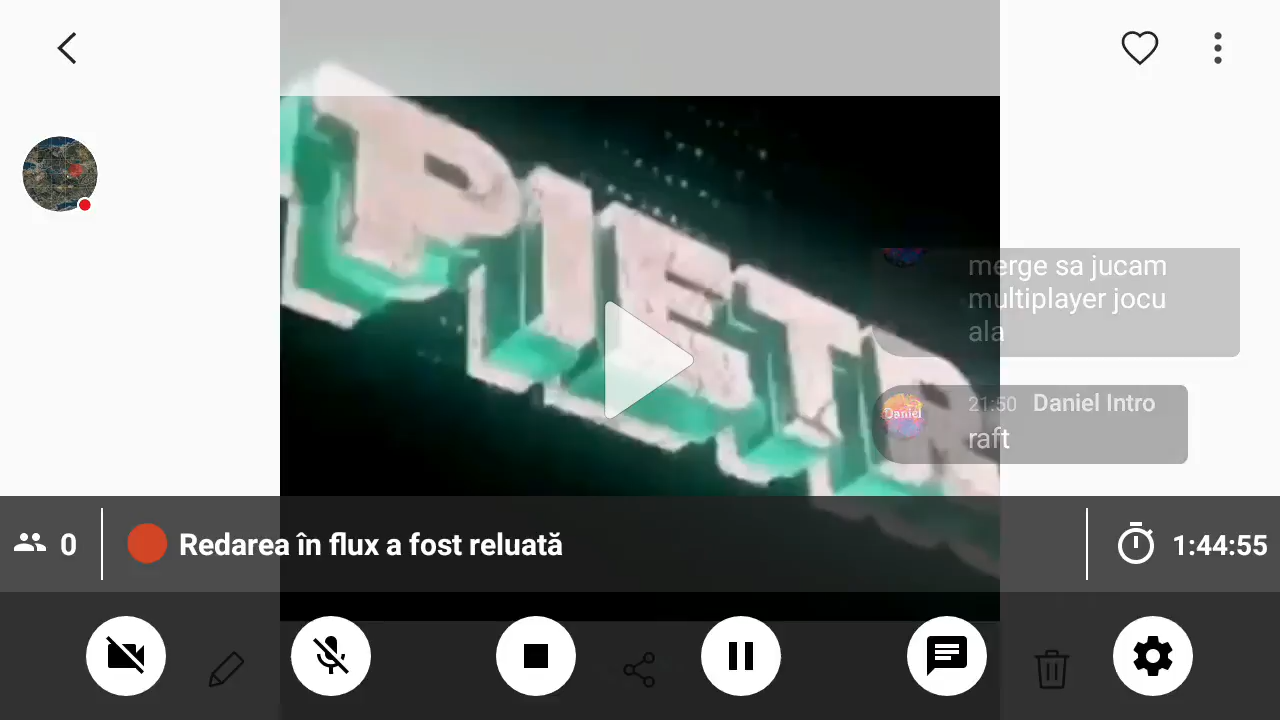 PIETR
merge sa jucam
multiplayer jocu
ala
21:50 Daniel Intro
Daniel
raft
0
Redarea în flux a fost reluată
1:44:55